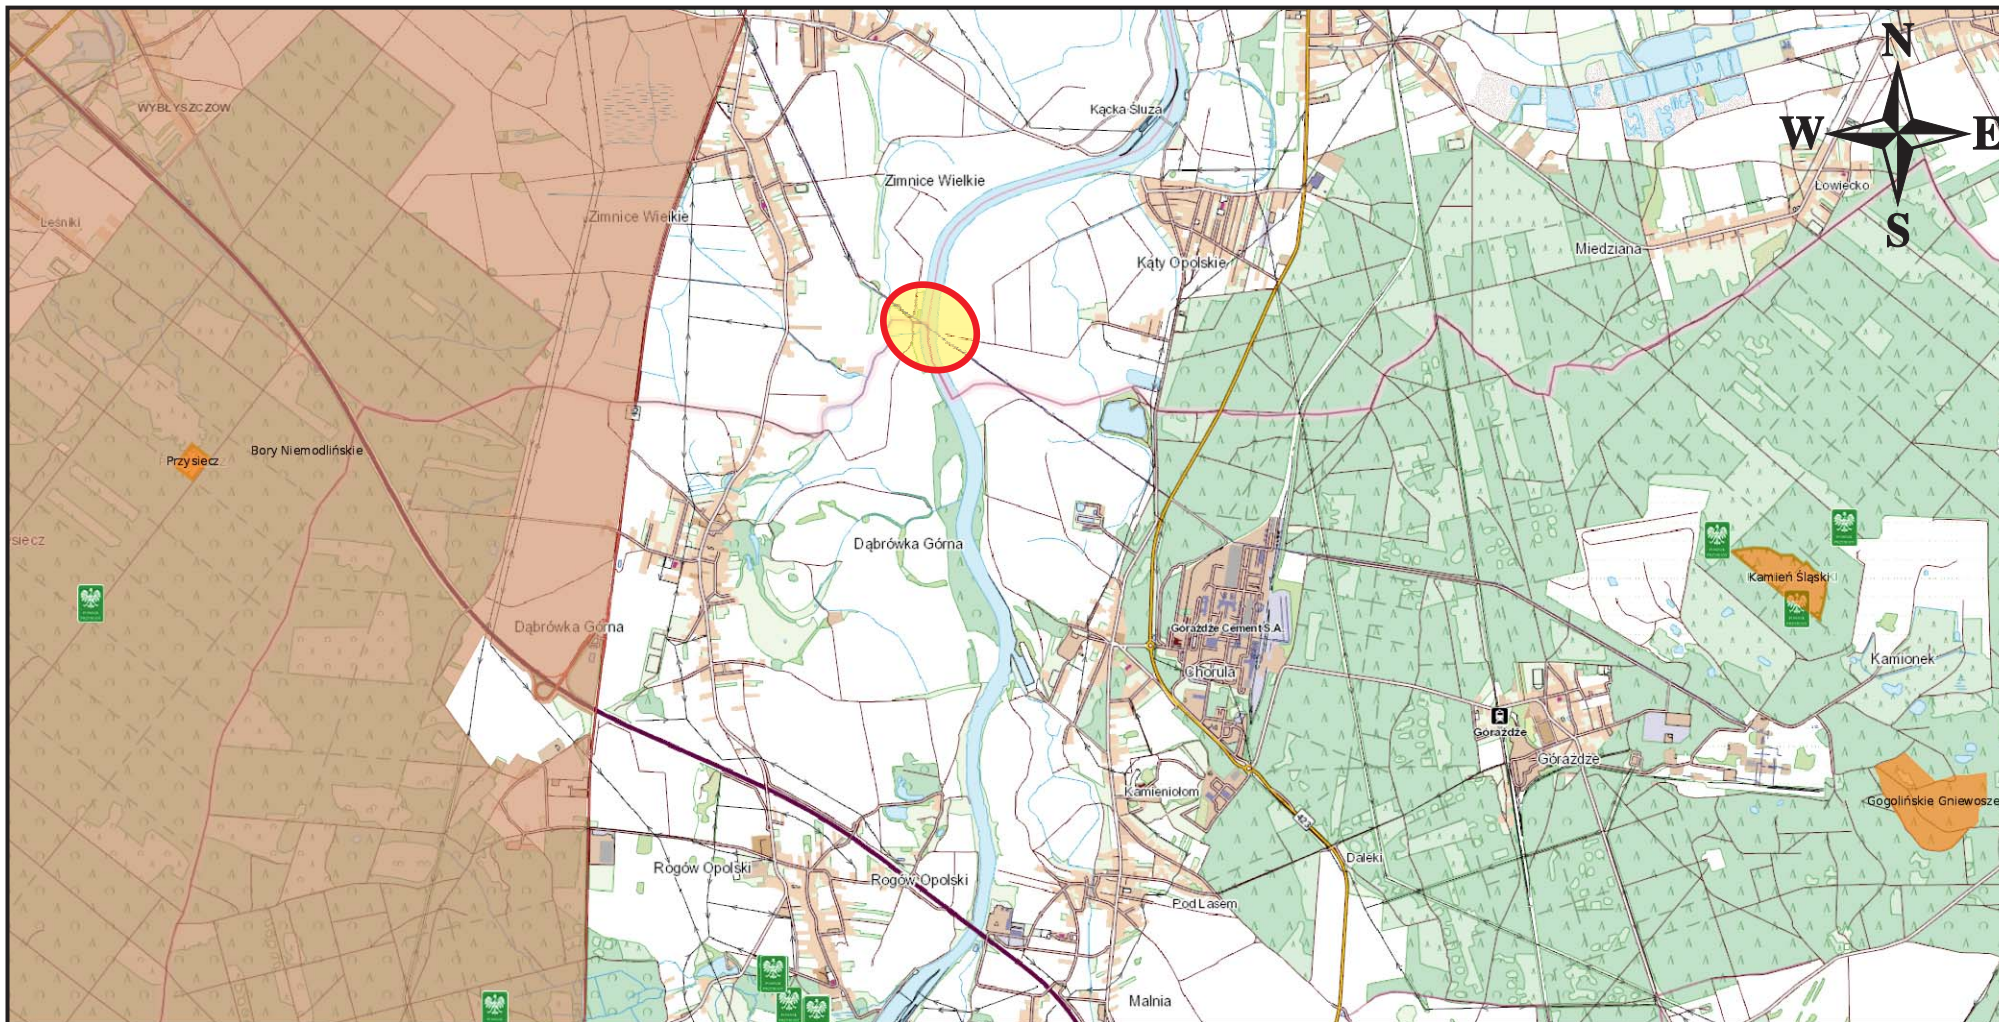 N
WYBŁYSZCZÓW
Kącka Śluza
W
E
Zimnice Wielkie
Łowiecko
Leśniki
Zimnice Wielkie
S
Miedziana
Kąty Opolskie
Bory Niemodlińskie
Przysiecz
siecz
Dąbrówka Górna
Kamień Śląski
Dąbrówka Górna
Górażdże Cement S.A.
Chorula
Kamionek
Górażdże
Górażdże
Kamieniołom
Gogolińskie Gniewosze
423
Daleki
Rogów Opolski
Rogów Opolski
Pod Lasem
Malnia